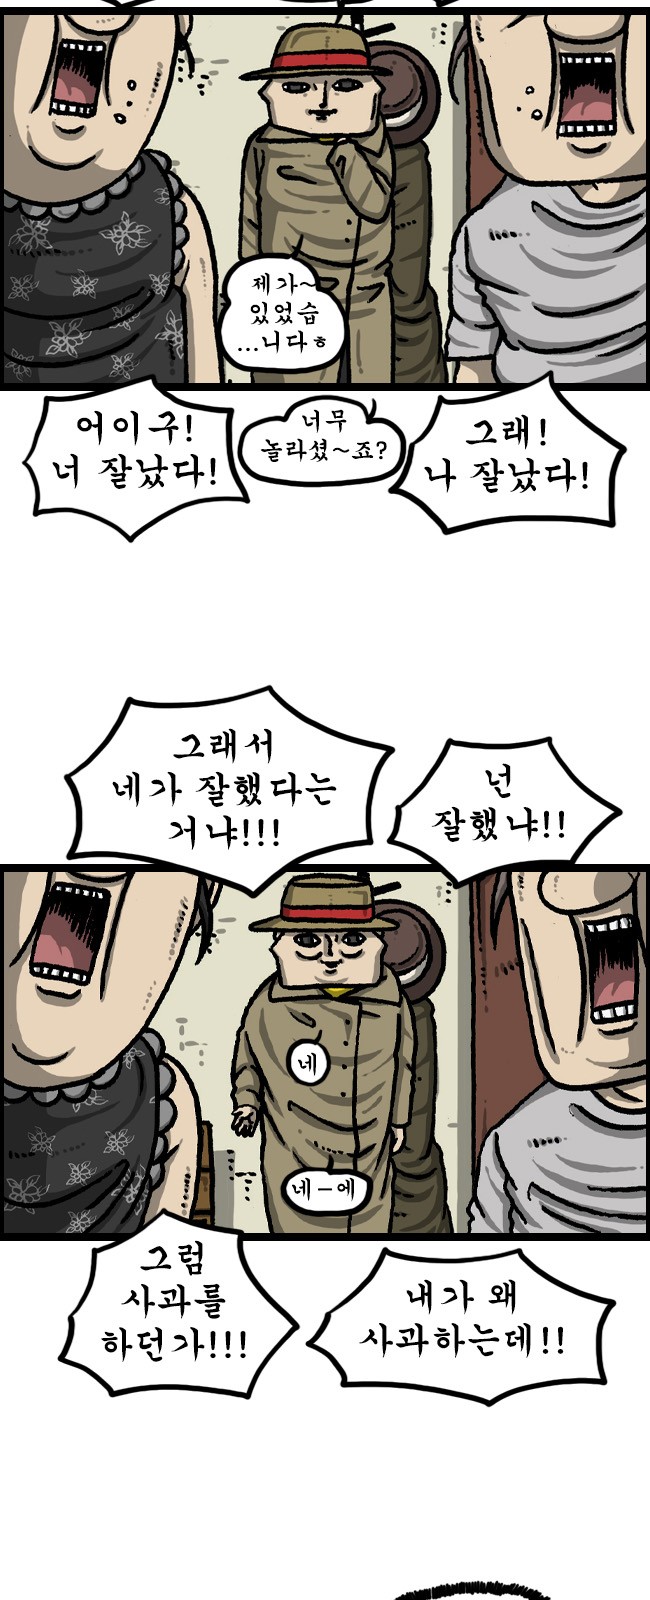 제가~
있었습
...니다ㅎ
어이구!
너 잘났다!
너무
놀라셨~죠?
그래!
나 잘났다!
그래서
네가 잘했다는
거냐!!!
넌
잘했냐!!
네
네-에
그럼
사과를
하던가!!!
내가 왜
사과하는데!!